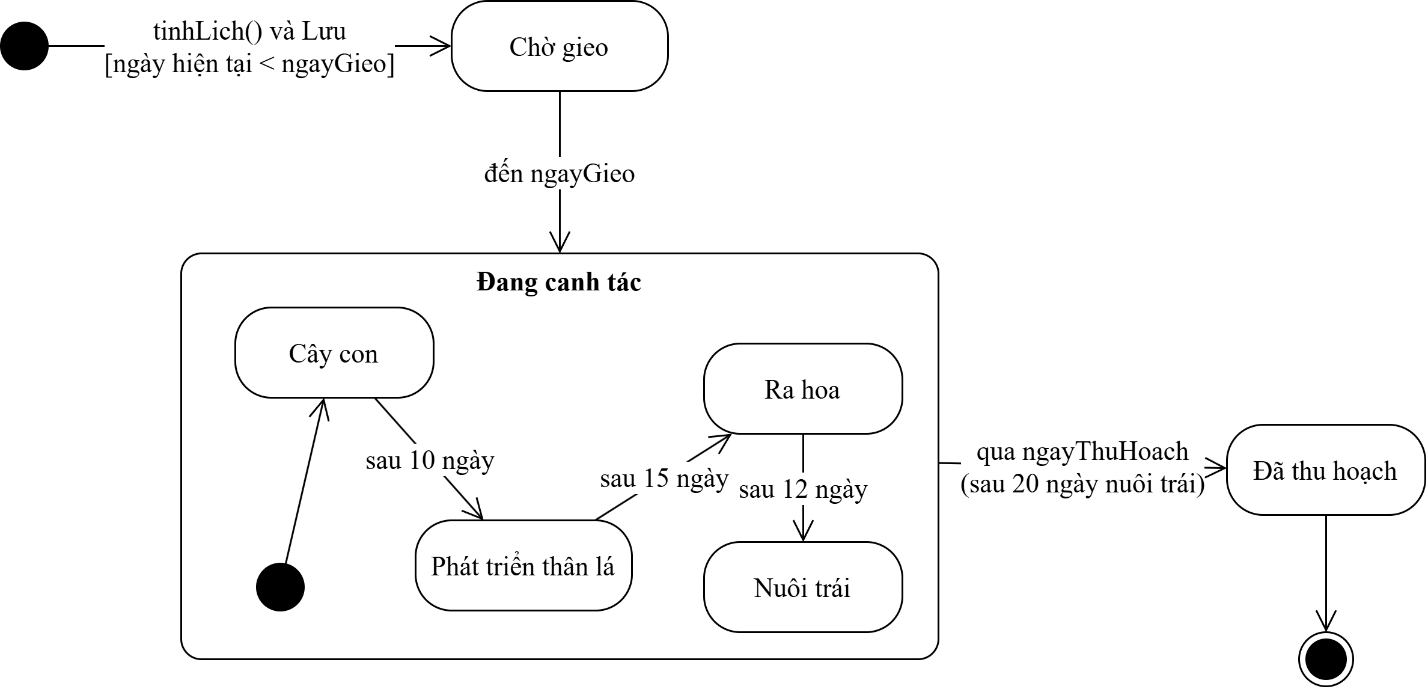 tinhLich() và Lưu
[ngày hiện tại < ngayGieo]
Chờ gieo
đến ngayGieo
Đang canh tác
Cây con
sau 10 ngày
Phát triển thân lá
sau 15 ngày
Ra hoa
sau 12 ngày
Nuôi trái
qua ngayThuHoach
(sau 20 ngày nuôi trái)
Đã thu hoạch